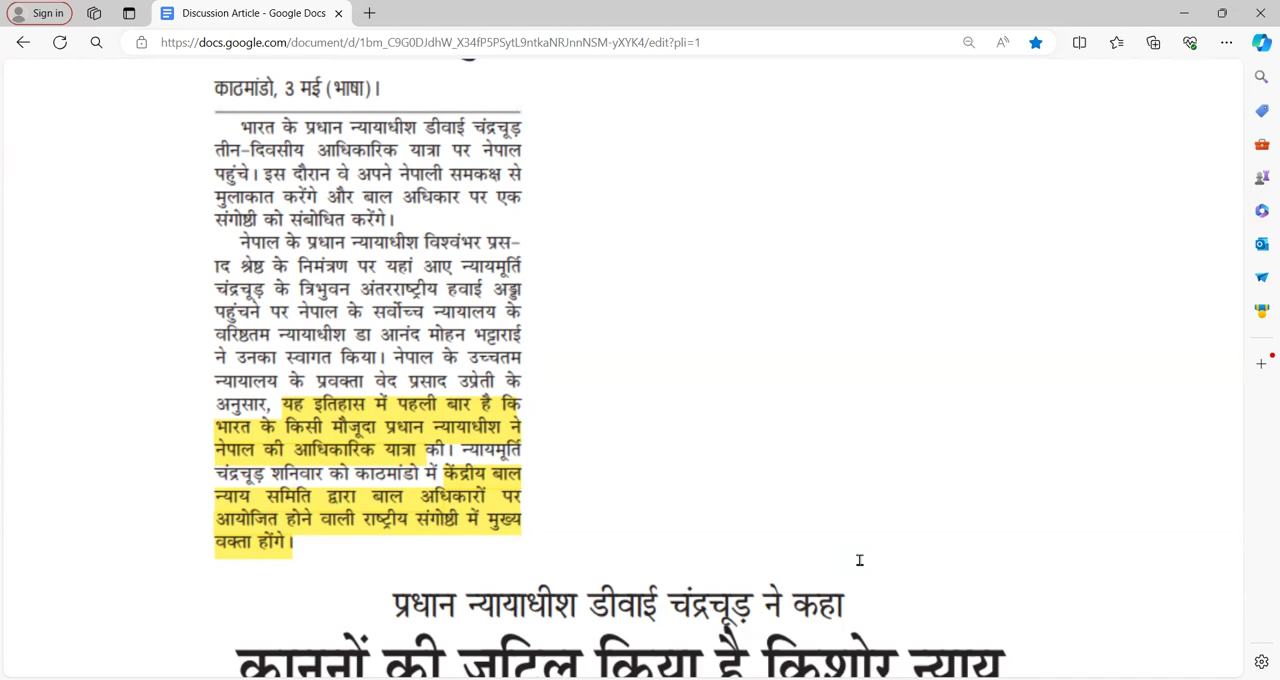 Sign in
Discussion Article - Google Docs
https://docs.google.com/document/d/1bm_C9G0DJdhW_X34fP5PSytL9ntkaNRJnnNSM-yXYK4/edit?pli=1
काठमांडो, 3 मई (भाषा)।
भारत के प्रधान न्यायाधीश डीवाई चंद्रचूड़
तीन-दिवसीय आधिकारिक यात्रा पर नेपाल
पहुंचे। इस दौरान वे अपने नेपाली समकक्ष से
मुलाकात करेंगे और बाल अधिकार पर एक
संगोष्ठी को संबोधित करेंगे।
नेपाल के प्रधान न्यायाधीश विश्वंभर प्रस-
ाद श्रेष्ठ के निमंत्रण पर यहां आए न्यायमूर्ति
चंद्रचूड़ के त्रिभुवन अंतरराष्ट्रीय हवाई अड्डा
पहुंचने पर नेपाल के सर्वोच्च न्यायालय के
वरिष्ठतम न्यायाधीश डा आनंद मोहन भट्टाराई
ने उनका स्वागत किया। नेपाल के उच्चतम
न्यायालय के प्रवक्ता वेद प्रसाद उप्रेती के
अनुसार, यह इतिहास में पहली बार है कि
भारत के किसी मौजूदा प्रधान न्यायाधीश ने
नेपाल की आधिकारिक यात्रा की। न्यायमूर्ति
चंद्रचूड़ शनिवार को काठमांडो में केंद्रीय बाल
न्याय समिति द्वारा बाल अधिकारों पर
आयोजित होने वाली राष्ट्रीय संगोष्ठी में मुख्य
वक्ता होंगे।
प्रधान न्यायाधीश डीवाई चंद्रचूड़ ने कहा
कानूनों की जटिल किया है किशोर न्याय